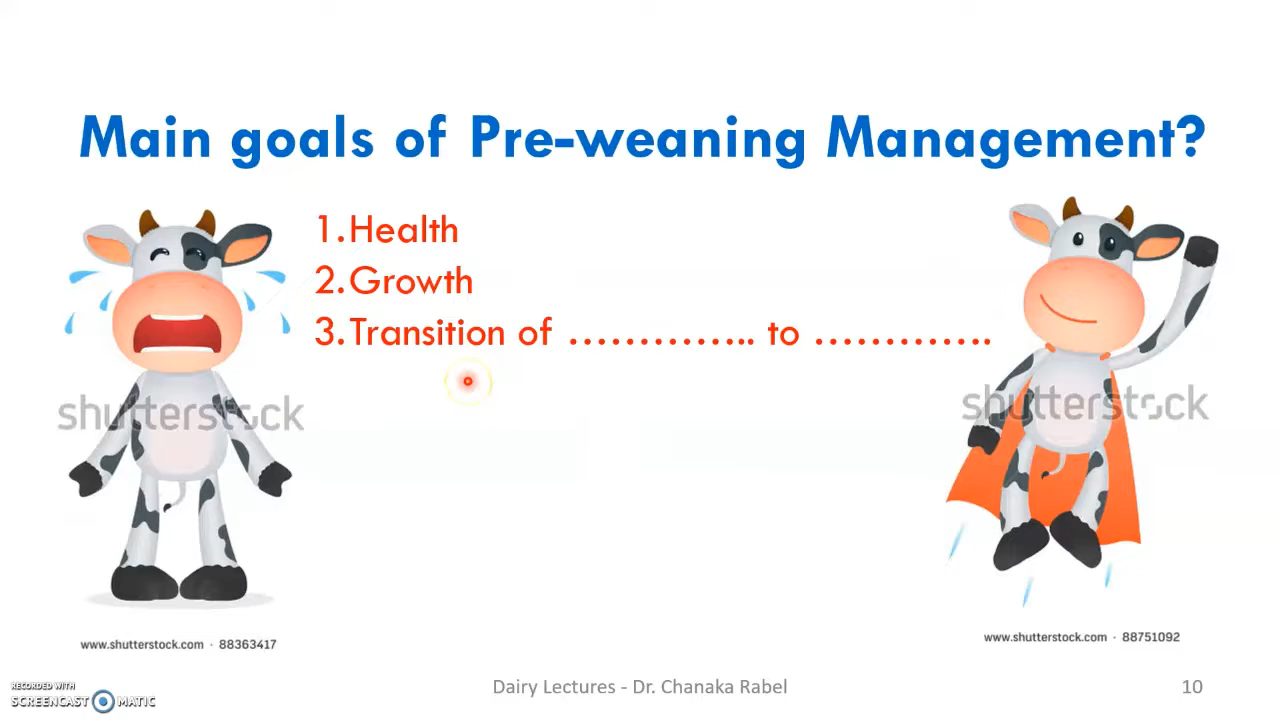 Main goals of Pre-weaning Management?
1.Health
2.Growth
3.Transition of ………….. to ………….
shutterstock
shutterstock
www.shutterstock.com · 88363417
www.shutterstock.com · 88751092
RECORDED WITH
SCREENCAST MATIC
Dairy Lectures - Dr. Chanaka Rabel
10